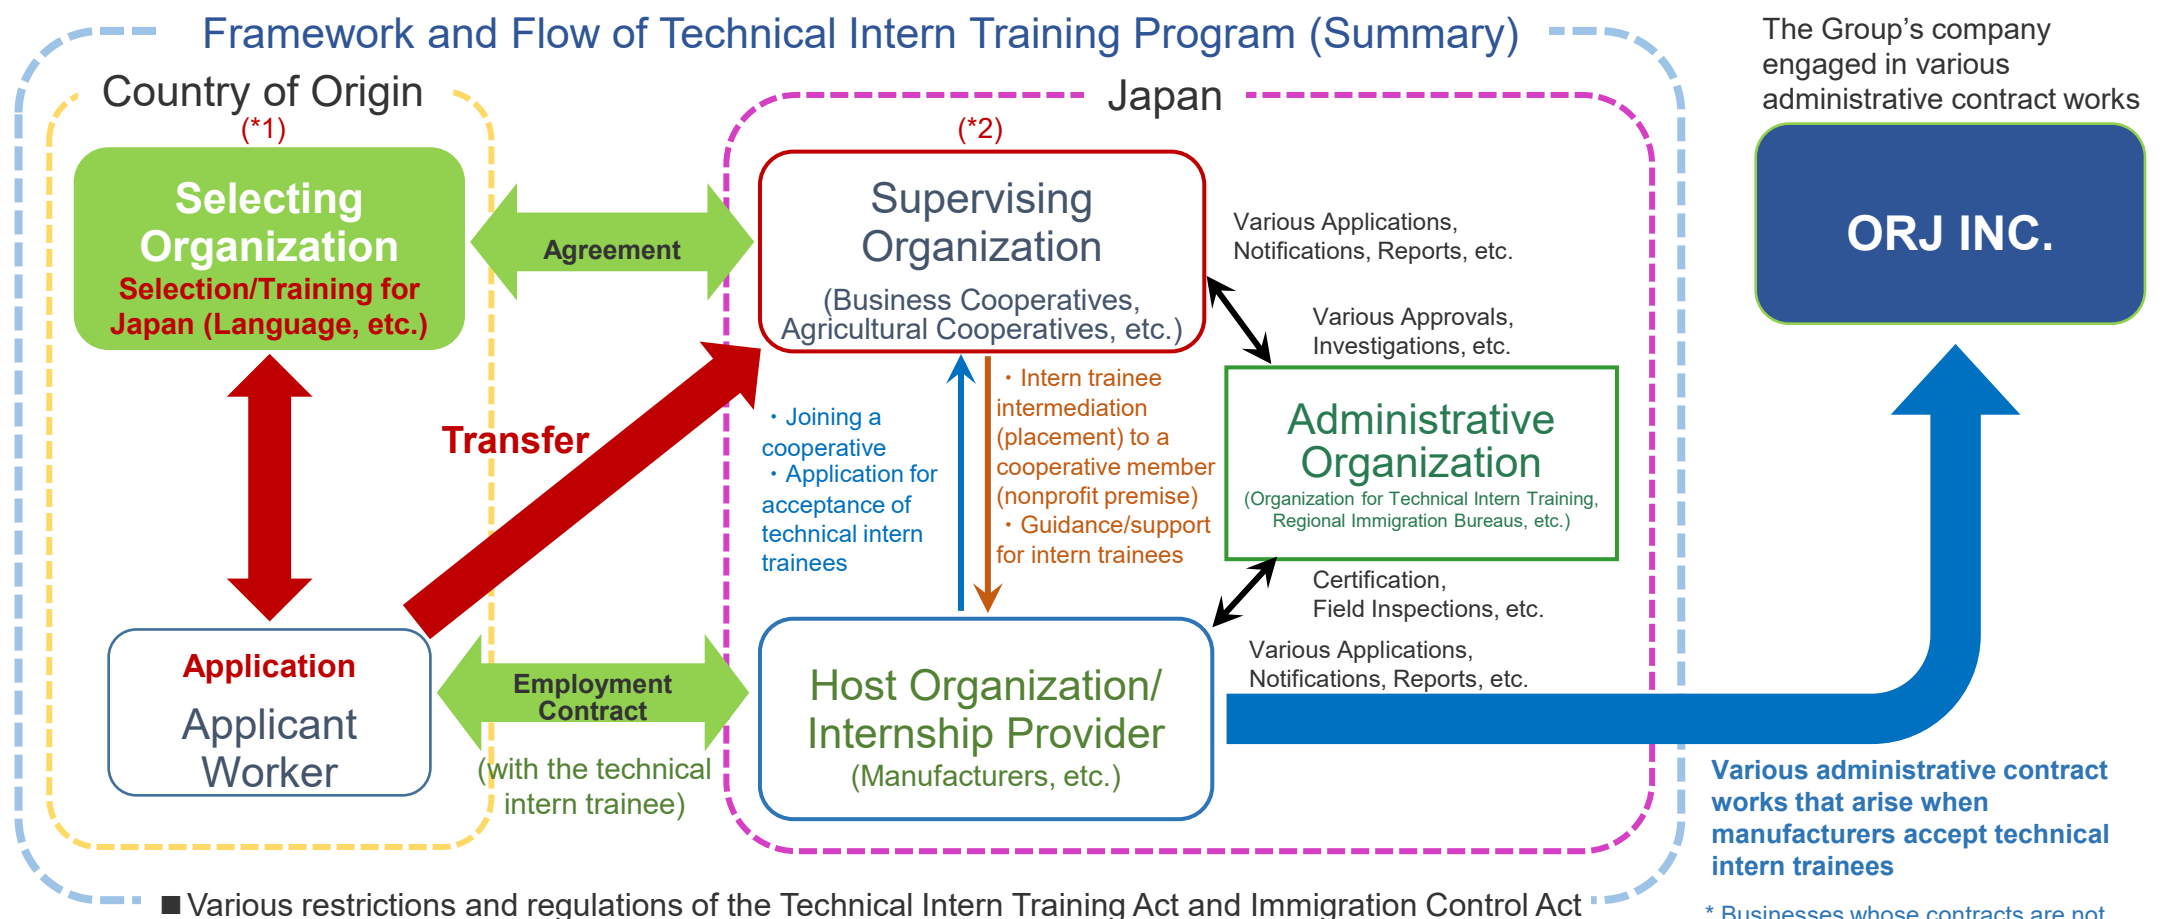 Framework and Flow of Technical Intern Training Program (Summary)
The Group’s company
engaged in various
administrative contract works
ORJ INC.
Country of Origin
(*1)
Selecting
Organization
Selection/Training for
Japan (Language, etc.)
Agreement
Japan
(*2)
Supervising
Organization
(Business Cooperatives,
Agricultural Cooperatives, etc.)
Various Applications,
Notifications, Reports, etc.
Various Approvals,
Investigations, etc.
Transfer
・Joining a
cooperative
・Application for
acceptance of
technical intern
trainees
・Intern trainee
intermediation
(placement) to a
cooperative member
(nonprofit premise)
・Guidance/support
for intern trainees
Administrative
Organization
(Organization for Technical Intern Training,
Regional Immigration Bureaus, etc.)
Certification,
Field Inspections, etc.
Various Applications,
Notifications, Reports, etc.
Application
Applicant
Worker
Employment
Contract
(with the technical
intern trainee)
Host Organization/
Internship Provider
(Manufacturers, etc.)
Various administrative contract
works that arise when
manufacturers accept technical
intern trainees
■Various restrictions and regulations of the Technical Intern Training Act and Immigration Control Act
* Businesses whose contracts are not